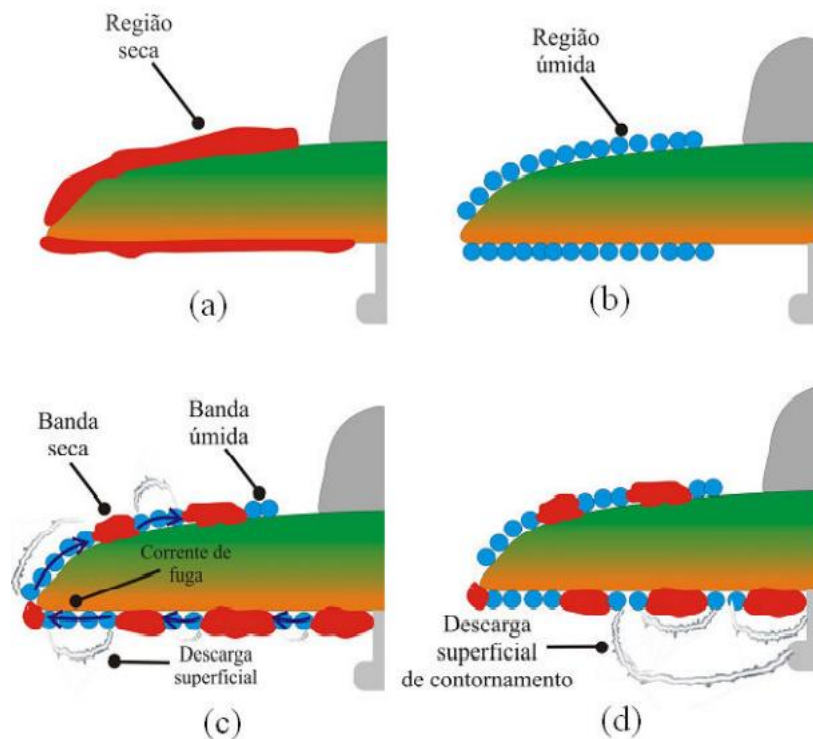 Região
seca
Região
úmida
(a)
(b)
Banda
seca
Banda
úmida
Corrente de
fuga
Descarga
superficial
(c)
Descarga
superficial
de contornamento
(d)